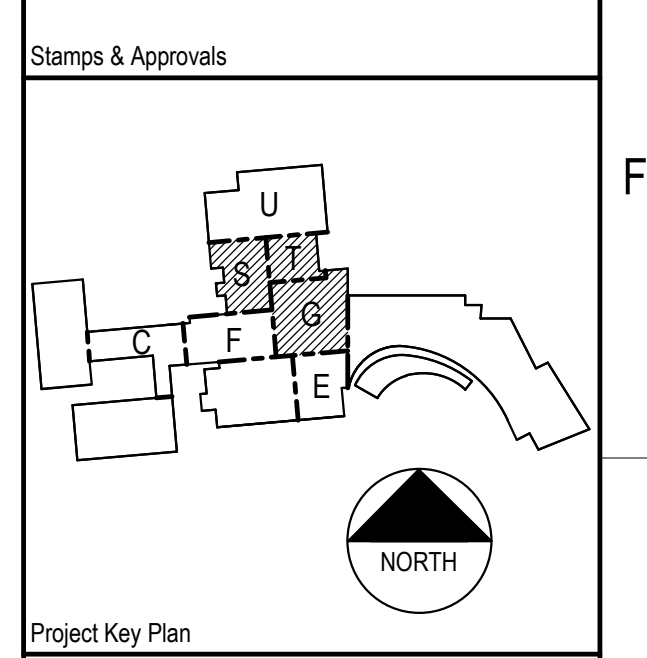 Stamps & Approvals
F
U
S T
G
C F
E
NORTH
Project Key Plan